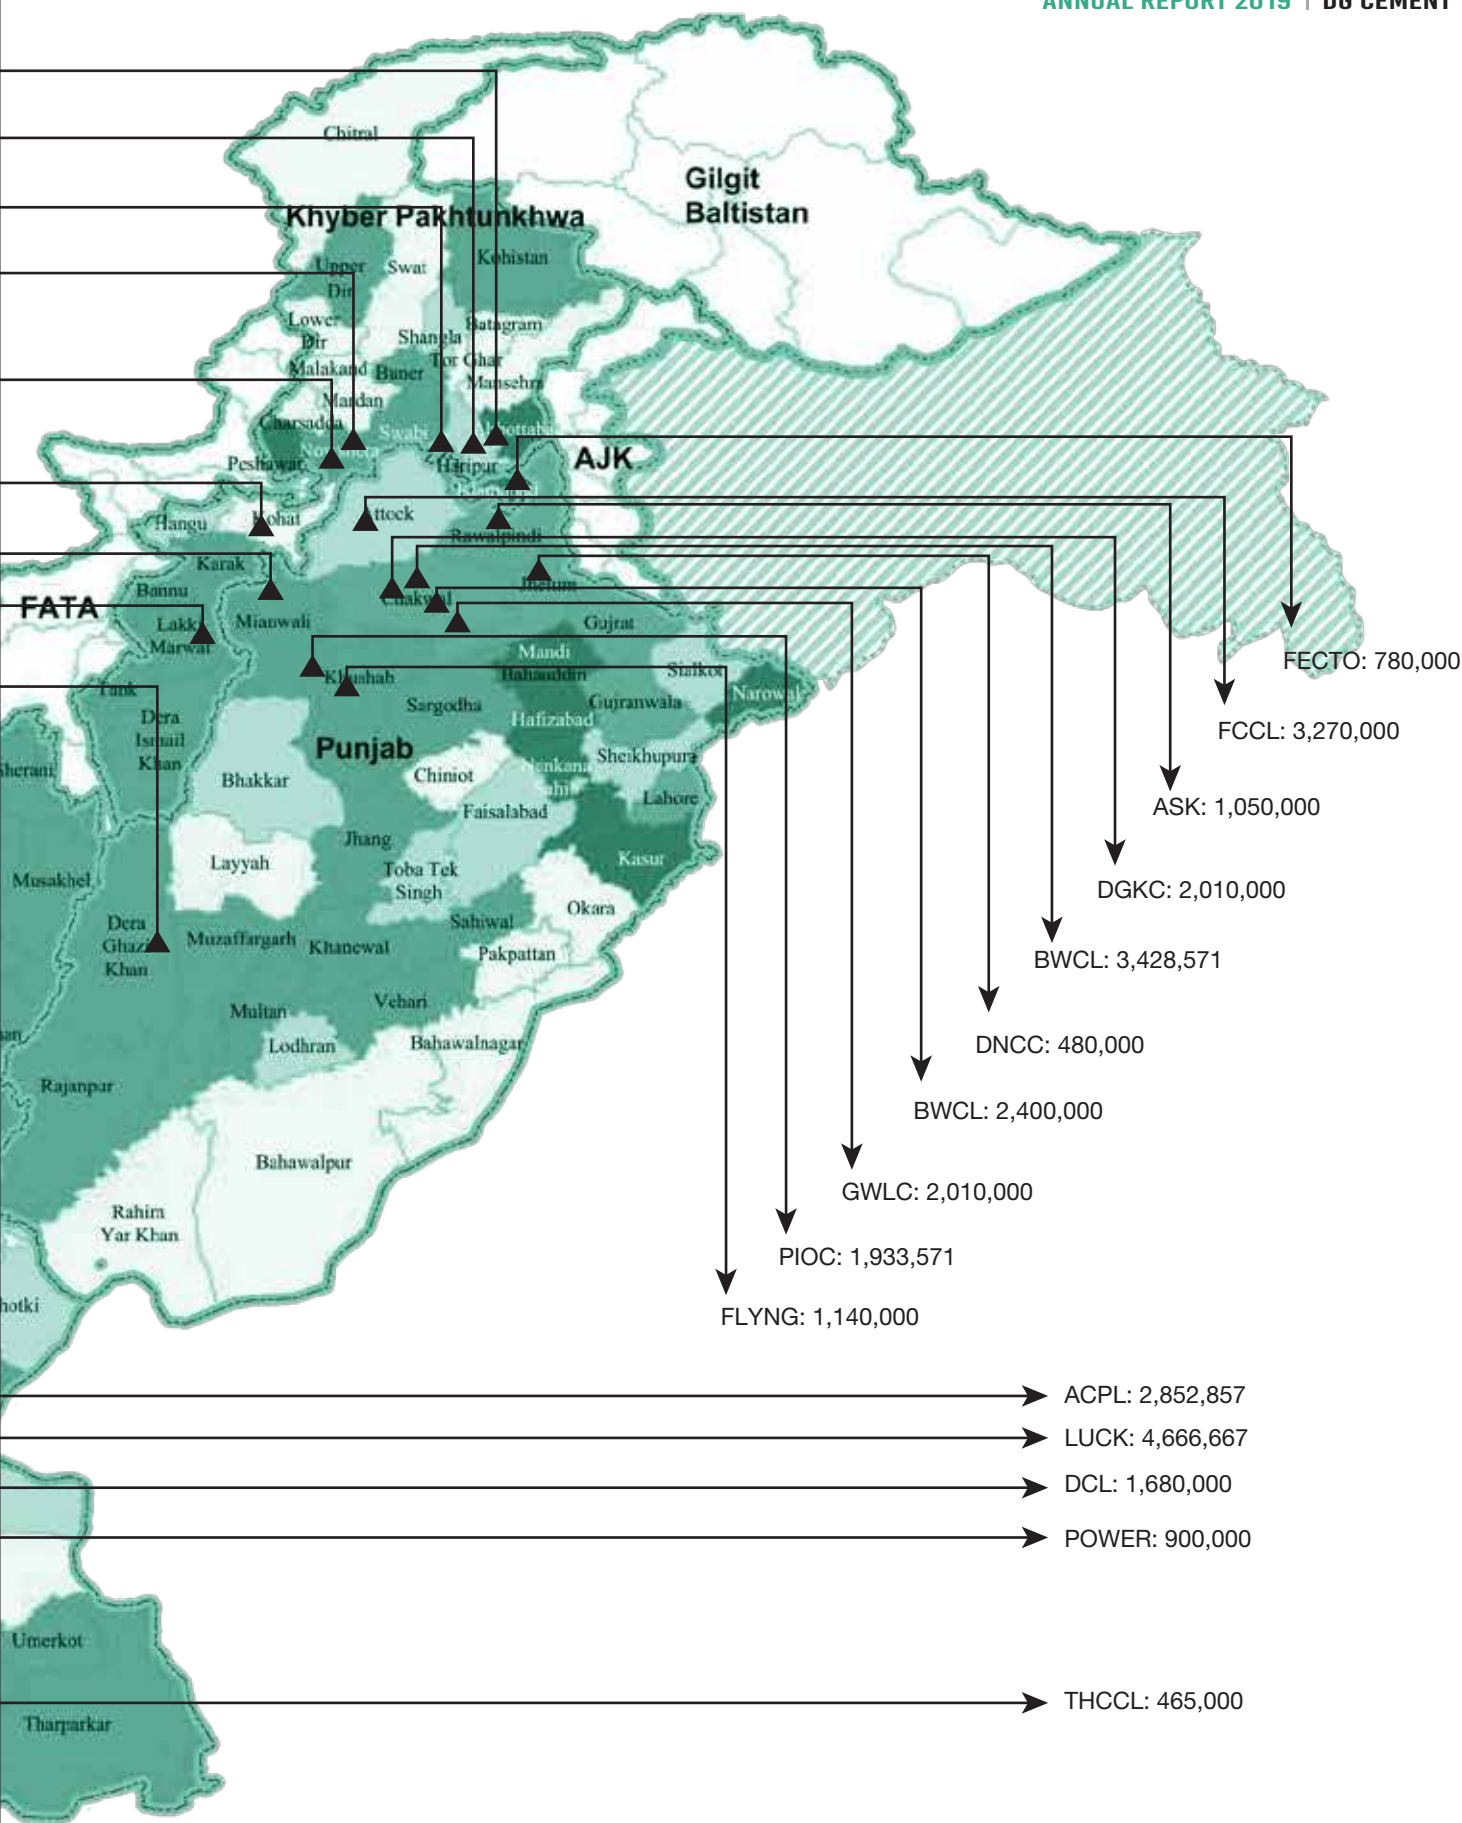 ANNUAL REPORT 2019 | DG CEMENT
Chitral
Gilgit
Baltistan
Khyber Pakhtunkhwa
Kohistan
Upper
Dir
Swat
Lower
Dir
Shangla
Batagram
Tor Ghar
Malakand
Buner
Mansehra
Mardan
Charsadda
Swabi
AJK
Peshawar
Haripur
Hangu
Kohat
Attock
Rawalpindi
Karak
Bannu
Jhelum
Chakwal
FATA
Lakki
Marwat
Mianwali
Gujrat
Mandi
Bahauddin
Sialkot
FECTO: 780,000
Khushab
Tank
Narowal
Sargodha
Gujranwala
Dera
Ismail
Khan
Hafizabad
FCCL: 3,270,000
Punjab
Sheikhupura
Sherani
Chiniot
Nankana
Sahib
Bhakkar
Lahore
ASK: 1,050,000
Faisalabad
Jhang
Layyah
Kasur
Toba Tek
Singh
Musakhel
DGKC: 2,010,000
Okara
Dera
Ghazi
Khan
Sahiwal
Muzaffargarh
Khanewal
Pakpattan
BWCL: 3,428,571
Vehari
Multan
an
Lodhran
Bahawalnagar
DNCC: 480,000
Rajanpur
BWCL: 2,400,000
Bahawalpur
GWLC: 2,010,000
Rahim
Yar Khan
PIOC: 1,933,571
hotki
FLYNG: 1,140,000
ACPL: 2,852,857
LUCK: 4,666,667
DCL: 1,680,000
POWER: 900,000
Umerkot
THCCL: 465,000
Tharparkar